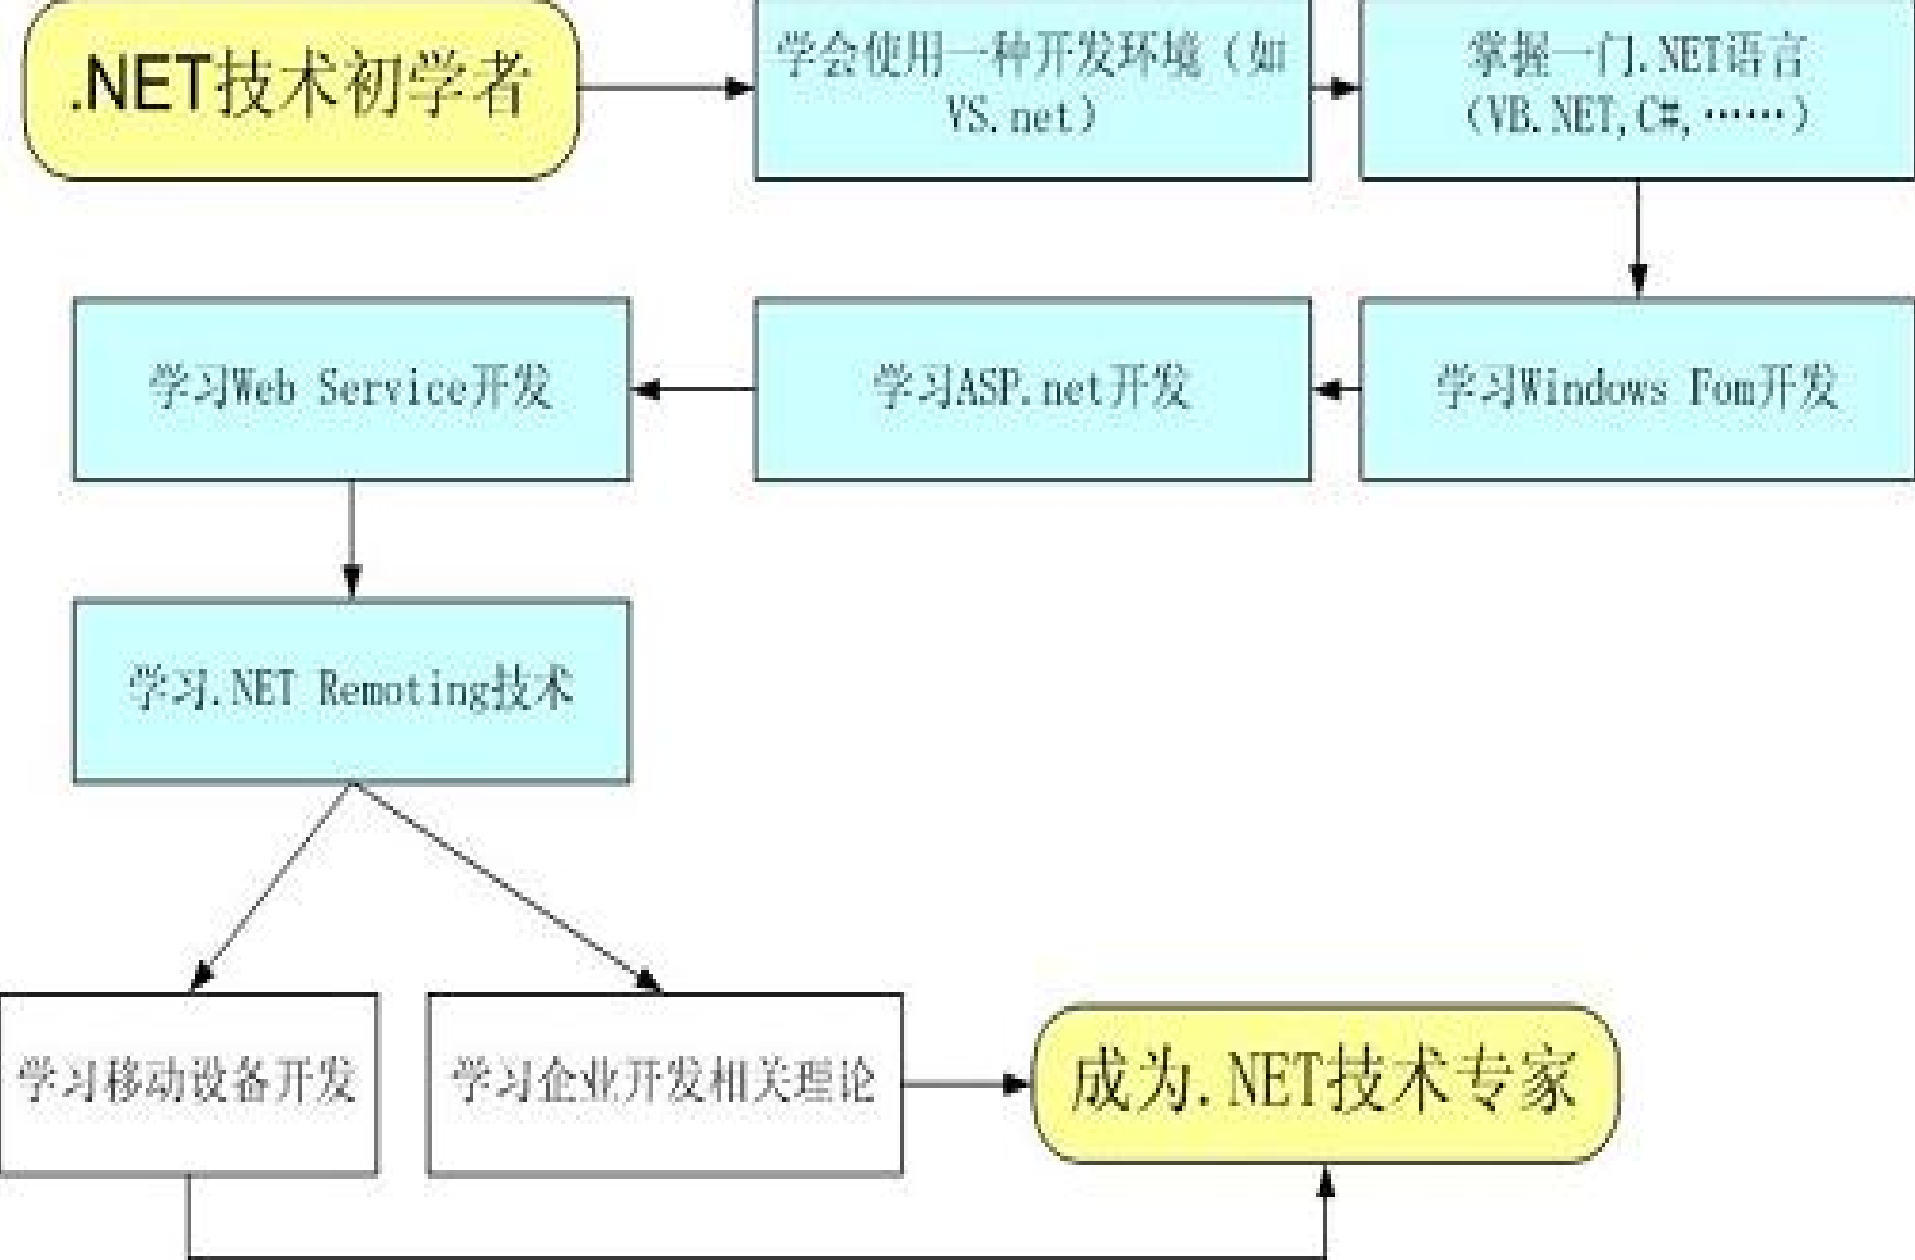 .NET技术初学者
学会使用一种开发环境（如
VS.net）
掌握一门.NET语言
（VB.NET,C#,……）
学习Web Service开发
学习ASP.net开发
学习Windows Fom开发
学习.NET Remoting技术
学习移动设备开发
学习企业开发相关理论
成为.NET技术专家